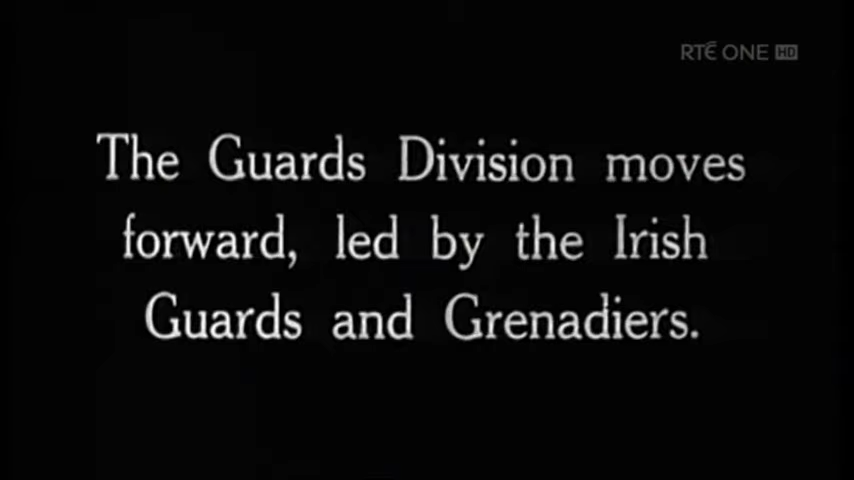 RTÉ ONE HD
The Guards Division moves
forward, led by the Irish
Guards and Grenadiers.